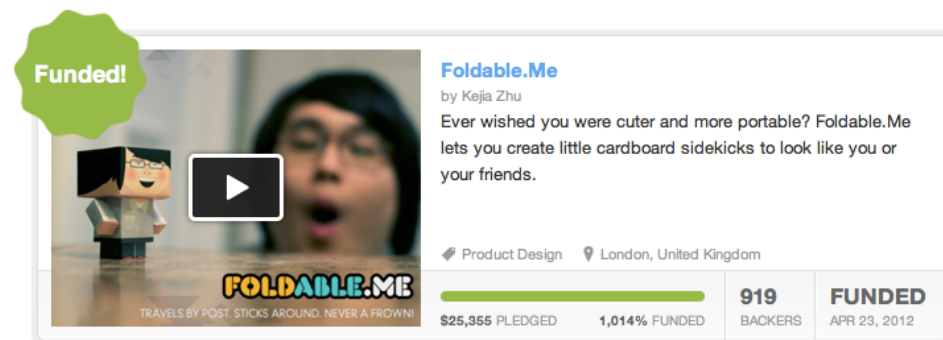 Funded!
Foldable.Me
by Kejia Zhu
Ever wished you were cuter and more portable? Foldable.Me
lets you create little cardboard sidekicks to look like you or
your friends.
Product Design London, United Kingdom
FOLDABLE.ME
TRAVELS BY POST. STICKS AROUND. NEVER A FROWN!
$25,355 PLEDGED 1,014% FUNDED
919
BACKERS
FUNDED
APR 23, 2012